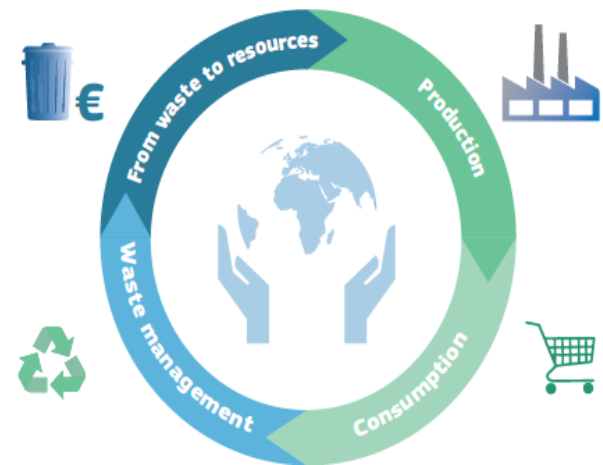 From waste to resources
Production
€
Waste management
Consumption